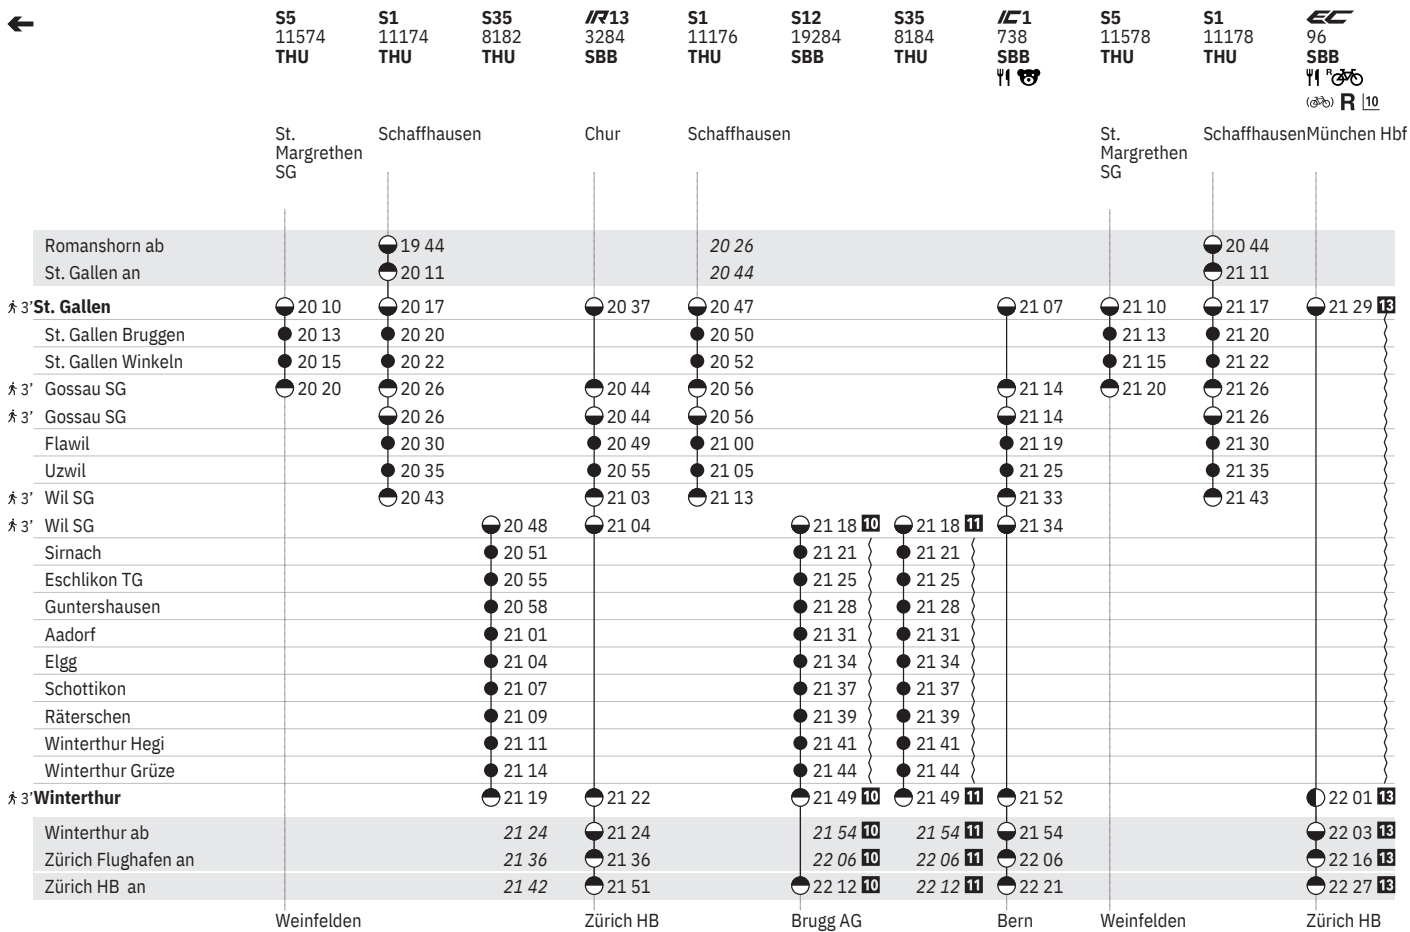 S5 S1 S35 IR13 S1 S12 S35 IC1 S5 S1 EC
11574 11174 8182 3284 11176 19284 8184 738 11578 11178 96
THU THU THU SBB THU SBB THU SBB THU THU SBB
R
R 10
St. Schaffhausen Chur Schaffhausen St. Schaffhausen München Hbf
Margrethen Margrethen
SG SG
Romanshorn ab 19 44 20 26 20 44
St. Gallen an 20 11 20 44 21 11
3' St. Gallen 20 10 20 17 20 37 20 47 21 07 21 10 21 17 21 29 13
St. Gallen Bruggen 20 13 20 20 20 50 21 13 21 20
St. Gallen Winkeln 20 15 20 22 20 52 21 15 21 22
3' Gossau SG 20 20 20 26 20 44 20 56 21 14 21 20 21 26
3' Gossau SG 20 26 20 44 20 56 21 14 21 26
Flawil 20 30 20 49 21 00 21 19 21 30
Uzwil 20 35 20 55 21 05 21 25 21 35
3' Wil SG 20 43 21 03 21 13 21 33 21 43
3' Wil SG 20 48 21 04 21 18 10 21 18 11 21 34
Sirnach 20 51 21 21 21 21
Eschlikon TG 20 55 21 25 21 25
Guntershausen 20 58 21 28 21 28
Aadorf 21 01 21 31 21 31
Elgg 21 04 21 34 21 34
Schottikon 21 07 21 37 21 37
Räterschen 21 09 21 39 21 39
Winterthur Hegi 21 11 21 41 21 41
Winterthur Grüze 21 14 21 44 21 44
3' Winterthur 21 19 21 22 21 49 10 21 49 11 21 52 22 01 13
Winterthur ab 21 24 21 24 21 54 10 21 54 11 21 54 22 03 13
Zürich Flughafen an 21 36 21 36 22 06 10 22 06 11 22 06 22 16 13
Zürich HB an 21 42 21 51 22 12 10 22 12 11 22 21 22 27 13
Weinfelden Zürich HB Brugg AG Bern Weinfelden Zürich HB